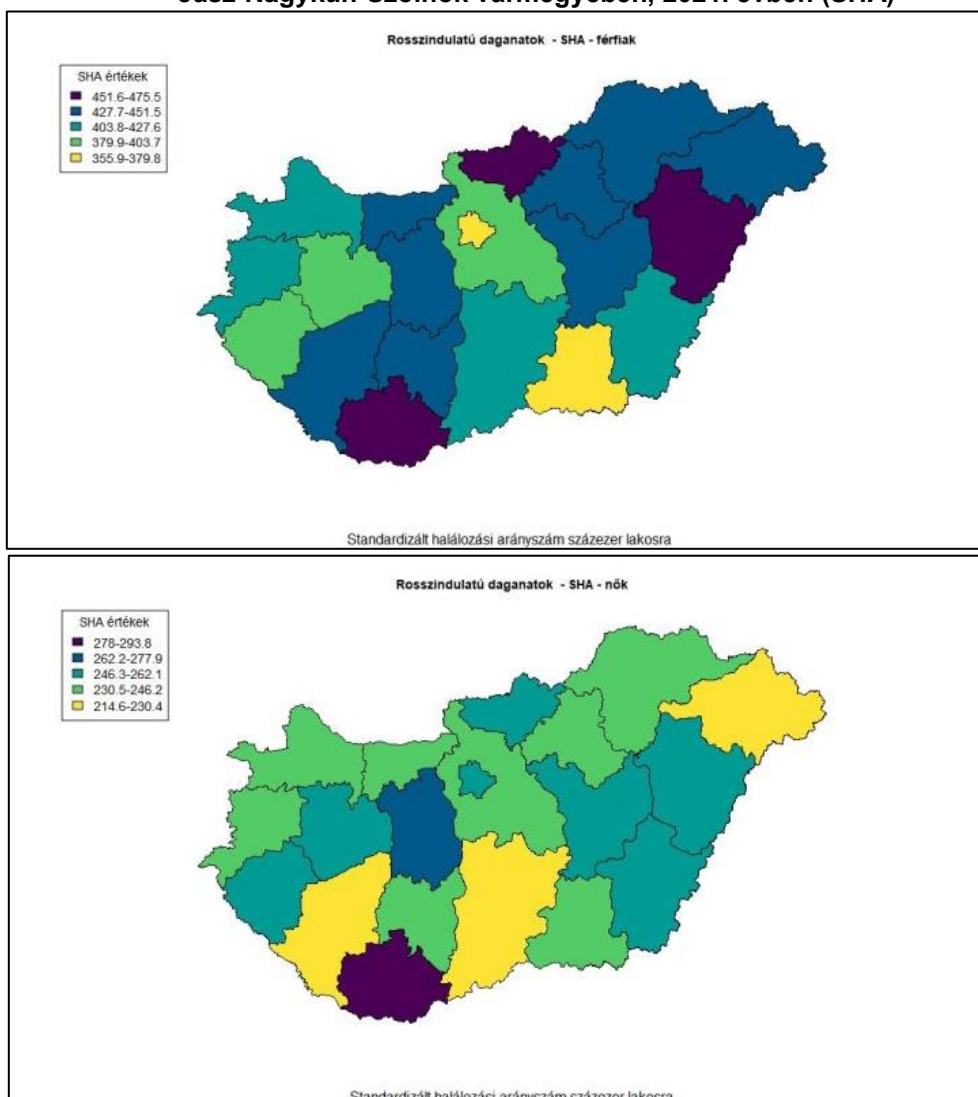 Jász-Nagykun-Szolnok vármegyében, 2021. évben (SHA)
Rosszindulatú daganatok - SHA - férfiak
SHA értékek
451.6-475.5
427.7-451.5
403.8-427.6
379.9-403.7
355.9-379.8
Standardizált halálozási arányszám százezer lakosra
Rosszindulatú daganatok - SHA - nők
SHA értékek
278-293.8
262.2-277.9
246.3-262.1
230.5-246.2
214.6-230.4
Standardizált halálozási arányszám százezer lakosra